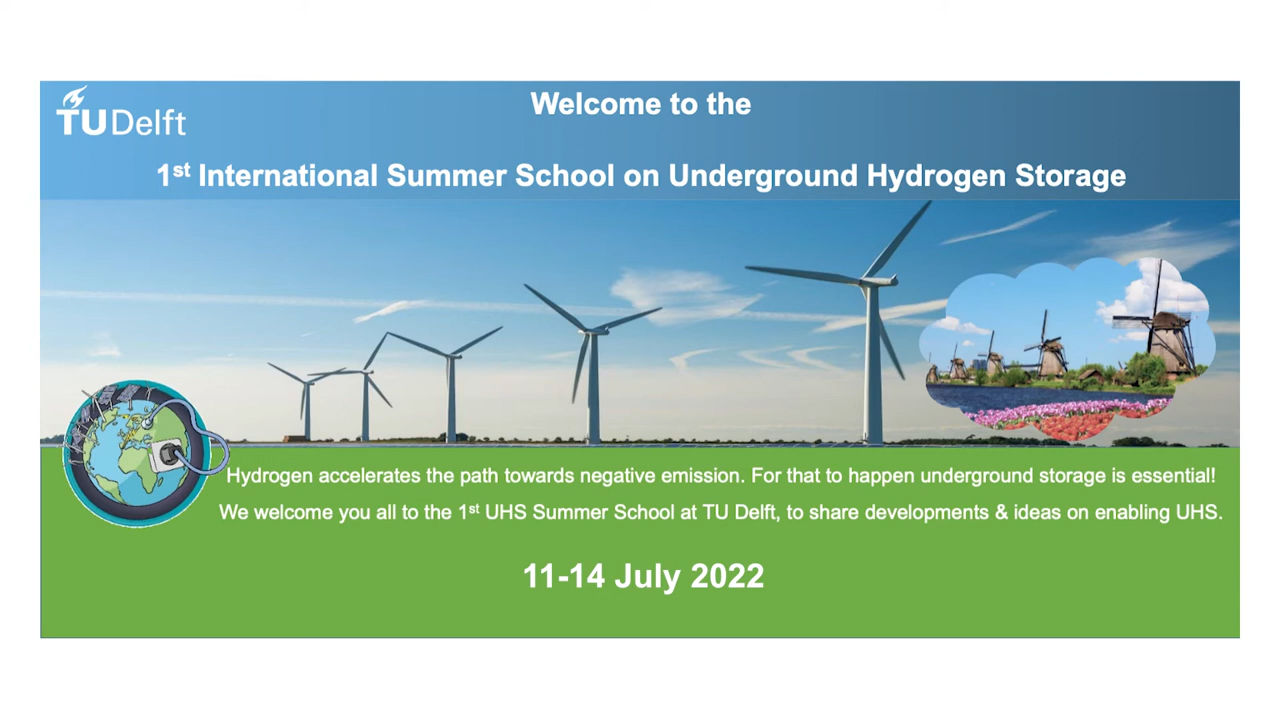 TUDelft
Welcome to the
1st International Summer School on Underground Hydrogen Storage
Hydrogen accelerates the path towards negative emission. For that to happen underground storage is essential!
We welcome you all to the 1st UHS Summer School at TU Delft, to share developments & ideas on enabling UHS.
11-14 July 2022